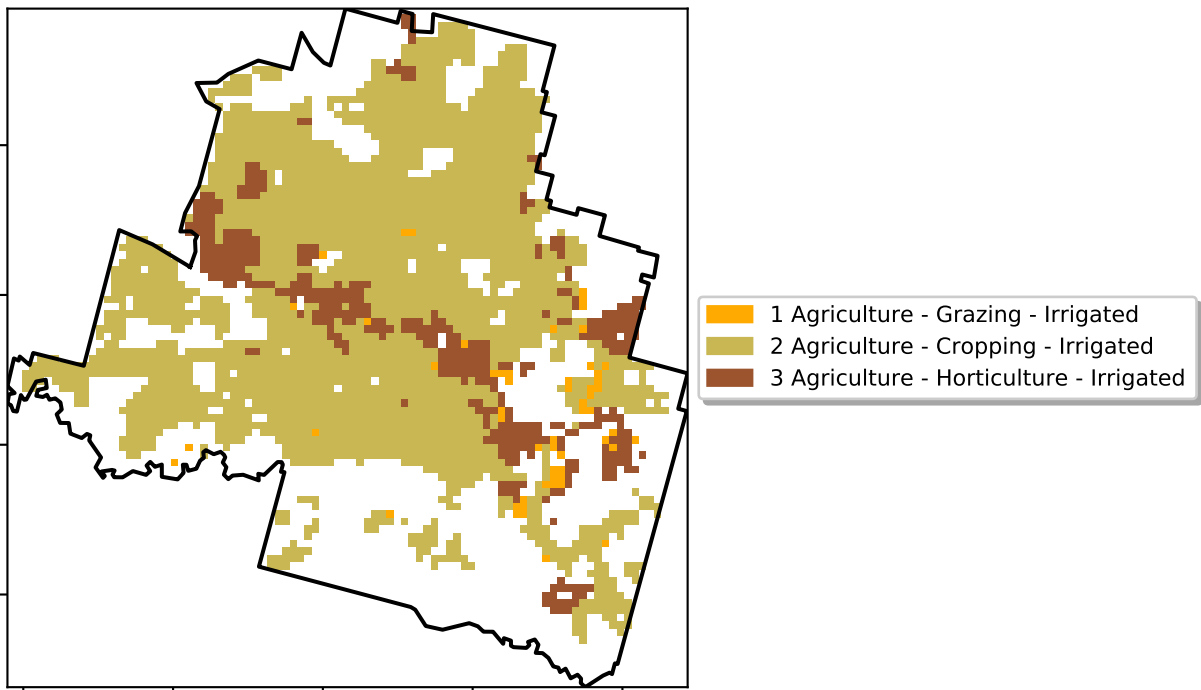 1 Agriculture - Grazing - Irrigated
2 Agriculture - Cropping - Irrigated
3 Agriculture - Horticulture - Irrigated